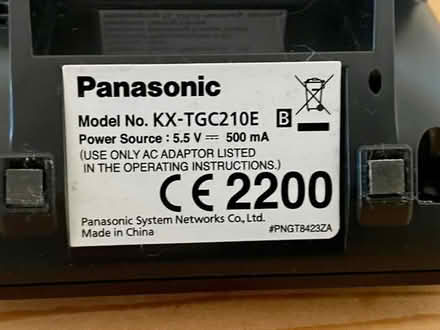 Panasonic
Model No. KX-TGC210E B
Power Source : 5.5 V ⎓ 500 mA
(USE ONLY AC ADAPTOR LISTED
IN THE OPERATING INSTRUCTIONS.)
CE 2200
Panasonic System Networks Co., Ltd.
Made in China
#PNGT8423ZA